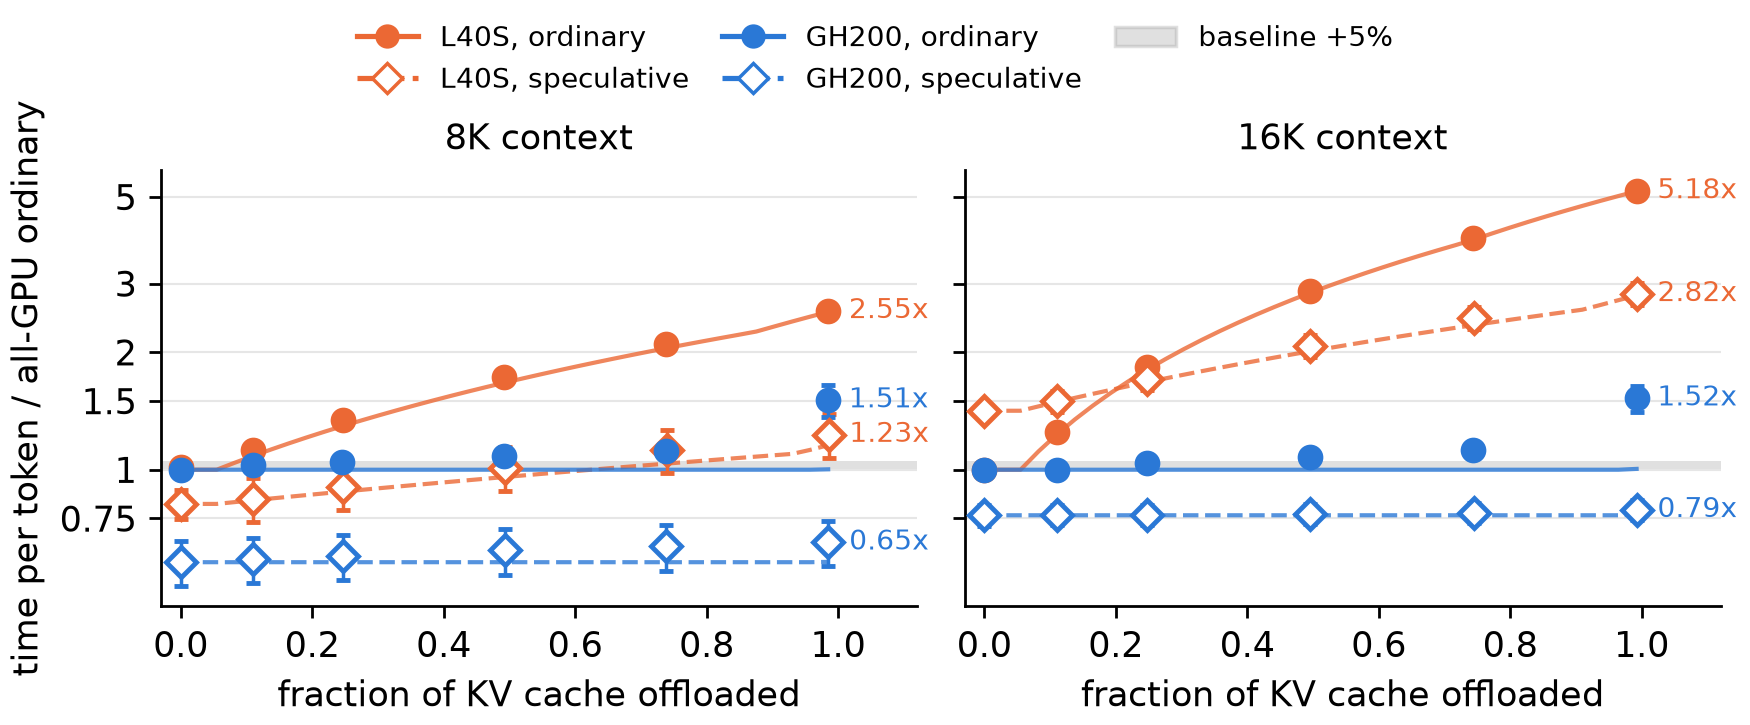 L40S, ordinary
L40S, speculative
GH200, ordinary
GH200, speculative
baseline +5%
time per token / all-GPU ordinary
8K context
5
3
2
1.5
1
0.75
2.55x
1.51x
1.23x
0.65x
0.0 0.2 0.4 0.6 0.8 1.0
fraction of KV cache offloaded
16K context
5.18x
2.82x
1.52x
0.79x
0.0 0.2 0.4 0.6 0.8 1.0
fraction of KV cache offloaded